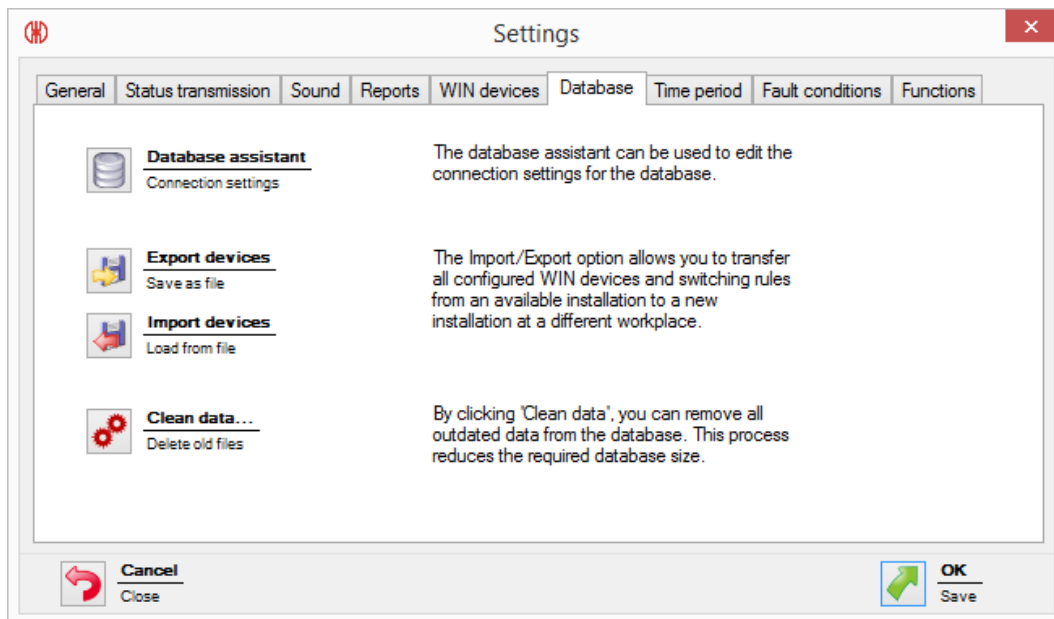 Settings
General Status transmission Sound Reports WIN devices Database Time period Fault conditions Functions
Database assistant
Connection settings
The database assistant can be used to edit the
connection settings for the database.
Export devices
Save as file
Import devices
Load from file
The Import/Export option allows you to transfer
all configured WIN devices and switching rules
from an available installation to a new
installation at a different workplace.
Clean data...
Delete old files
By clicking 'Clean data', you can remove all
outdated data from the database. This process
reduces the required database size.
Cancel
Close
OK
Save